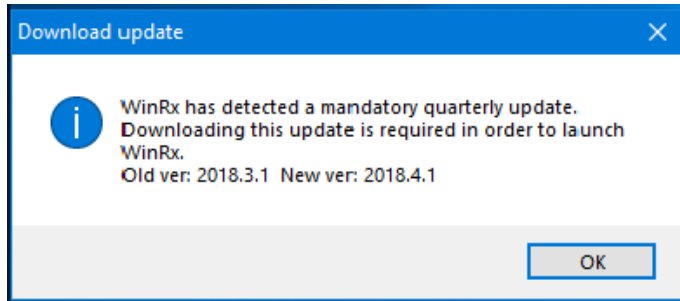 Download update
WinRx has detected a mandatory quarterly update.
Downloading this update is required in order to launch
WinRx.
Old ver: 2018.3.1  New ver: 2018.4.1
OK